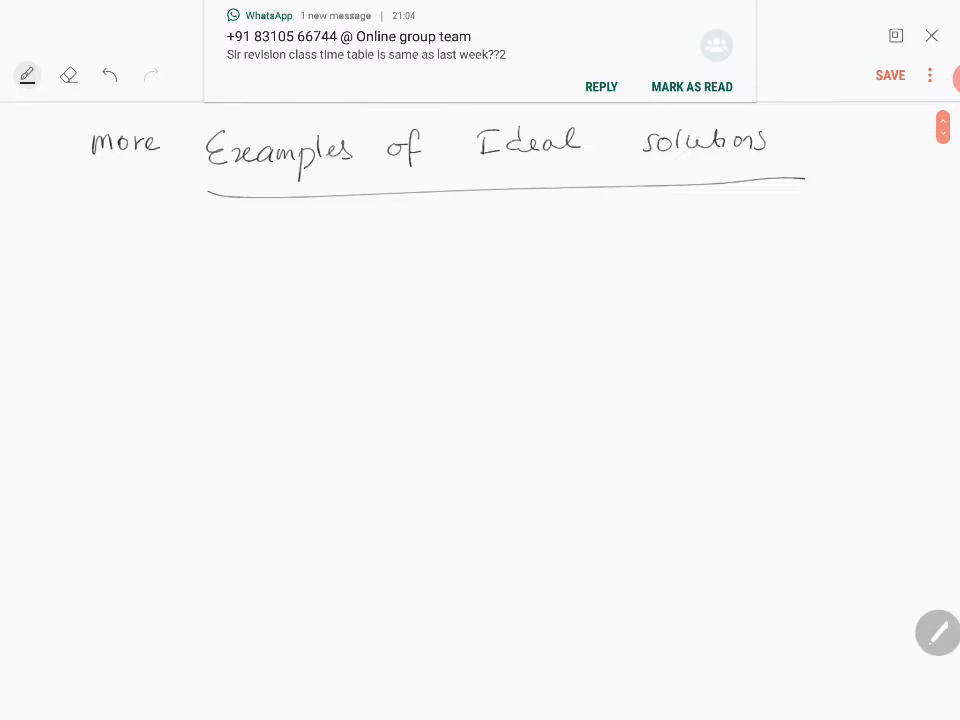 WhatsApp 1 new message | 21:04
+91 83105 66744 @ Online group team
Sir revision class time table is same as last week??2
REPLY MARK AS READ
SAVE
more Examples of Ideal solutions